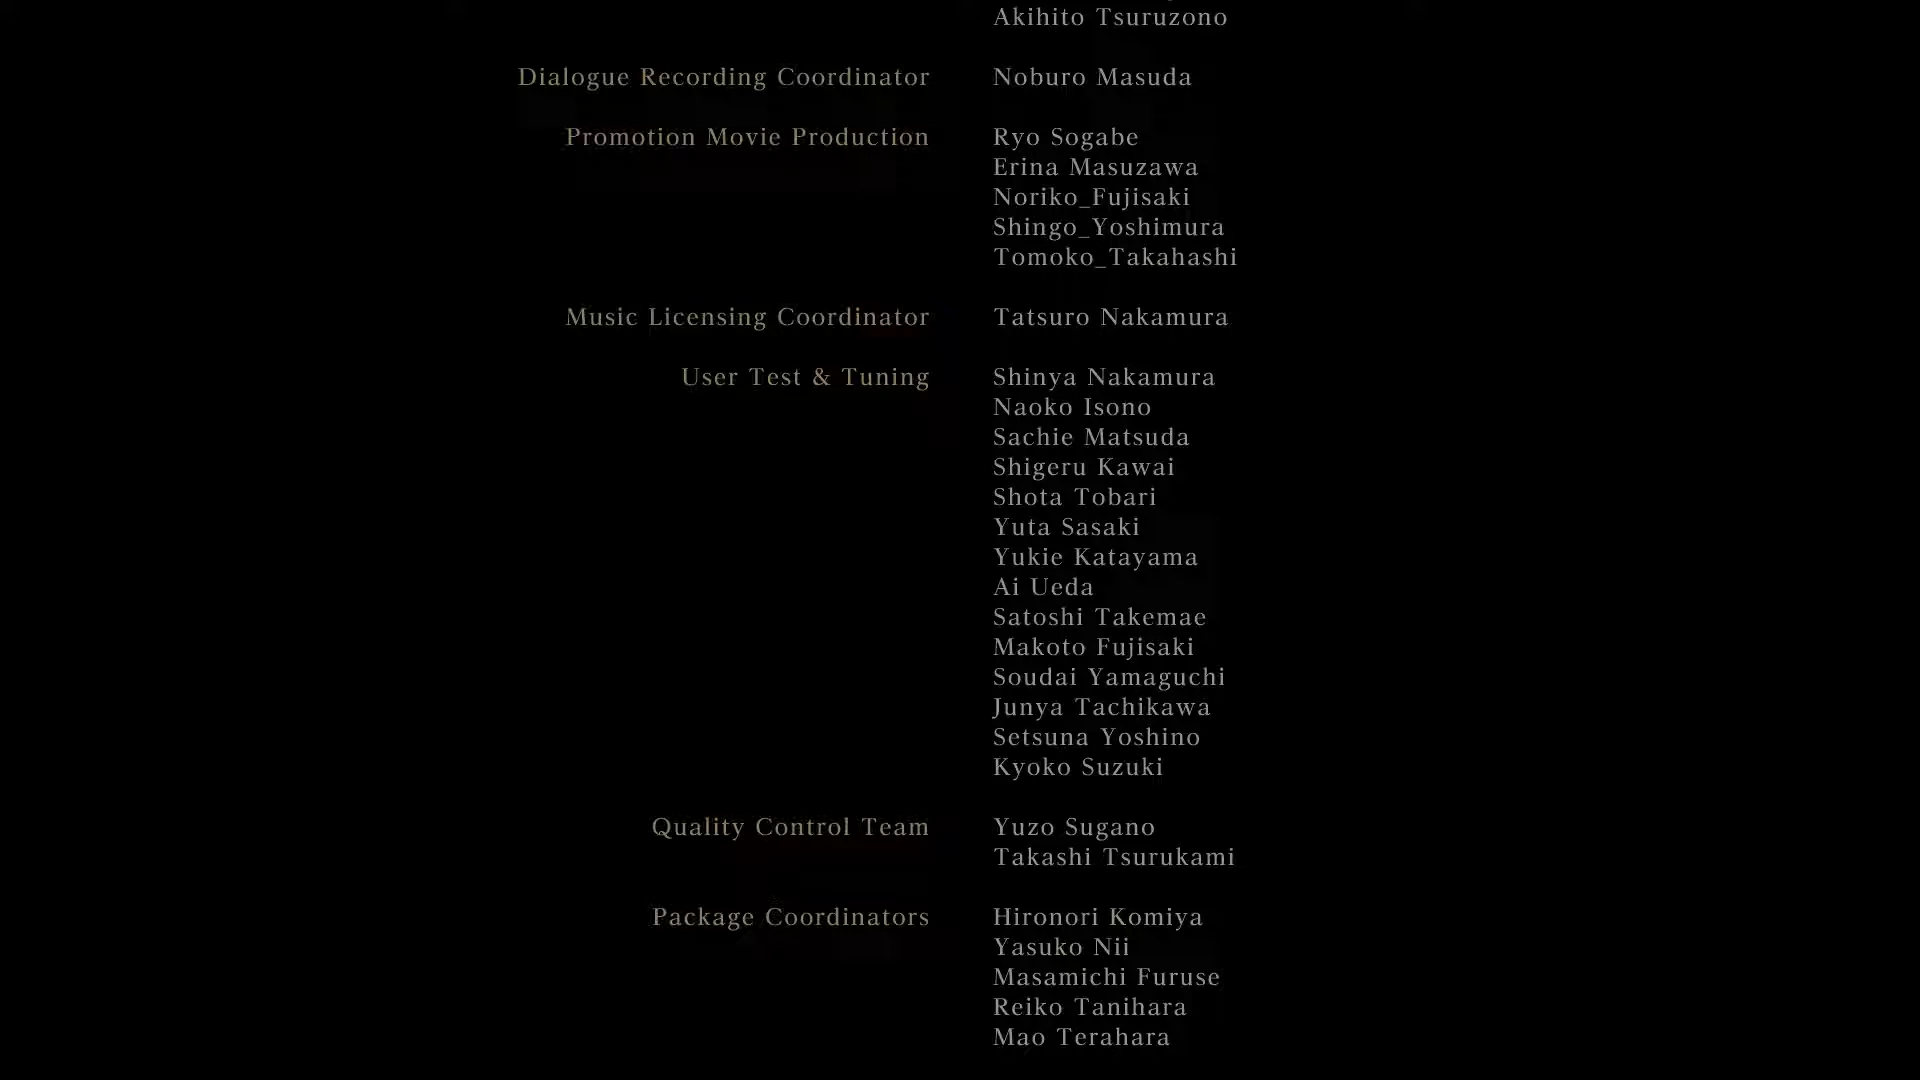 Akihito Tsuruzono
Dialogue Recording Coordinator Noburo Masuda
Promotion Movie Production Ryo Sogabe
Erina Masuzawa
Noriko_Fujisaki
Shingo_Yoshimura
Tomoko_Takahashi
Music Licensing Coordinator Tatsuro Nakamura
User Test & Tuning Shinya Nakamura
Naoko Isono
Sachie Matsuda
Shigeru Kawai
Shota Tobari
Yuta Sasaki
Yukie Katayama
Ai Ueda
Satoshi Takemae
Makoto Fujisaki
Soudai Yamaguchi
Junya Tachikawa
Setsuna Yoshino
Kyoko Suzuki
Quality Control Team Yuzo Sugano
Takashi Tsurukami
Package Coordinators Hironori Komiya
Yasuko Nii
Masamichi Furuse
Reiko Tanihara
Mao Terahara